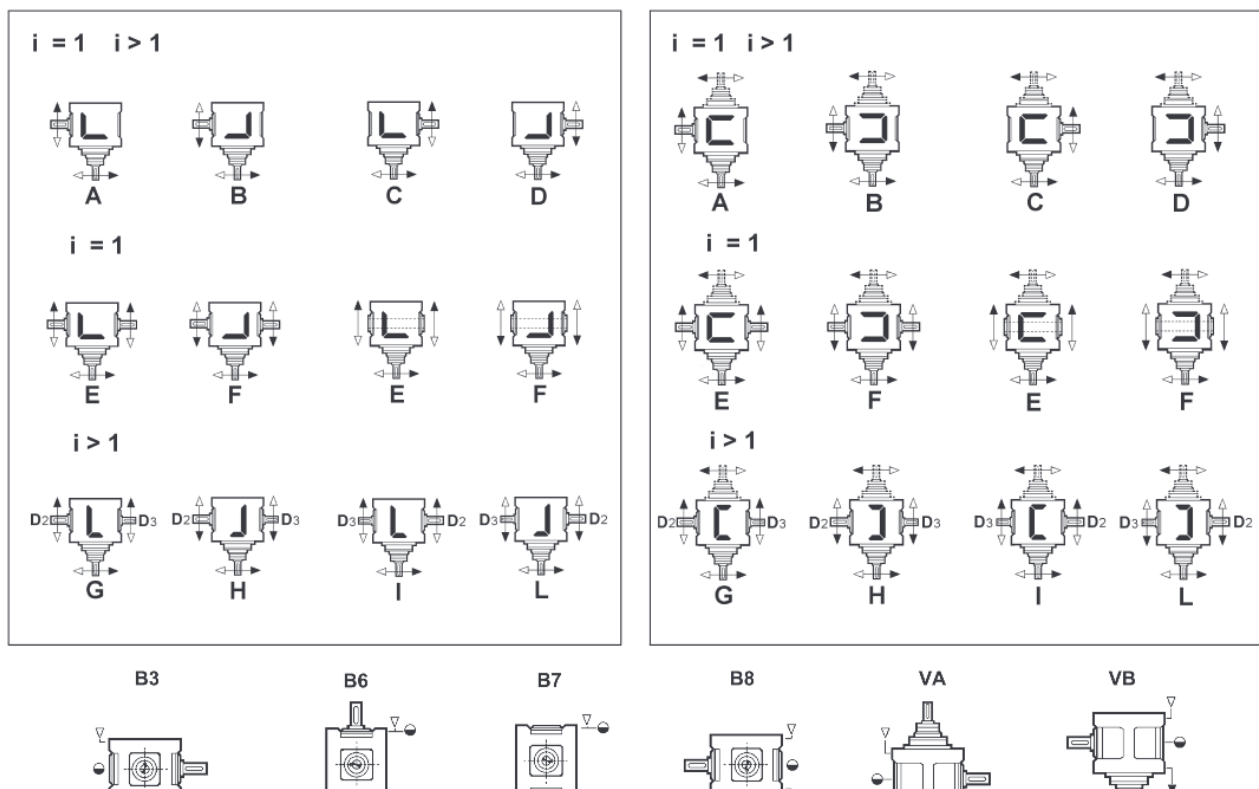 i = 1 i > 1
A B C D
i = 1
E F E F
i > 1
D2 D3 D2 D3 D3 D2 D3 D2
G H I L
i = 1 i > 1
A B C D
i = 1
E F E F
i > 1
D2 D3 D2 D3 D3 D2 D3 D2
G H I L
B3 B6 B7 B8 VA VB